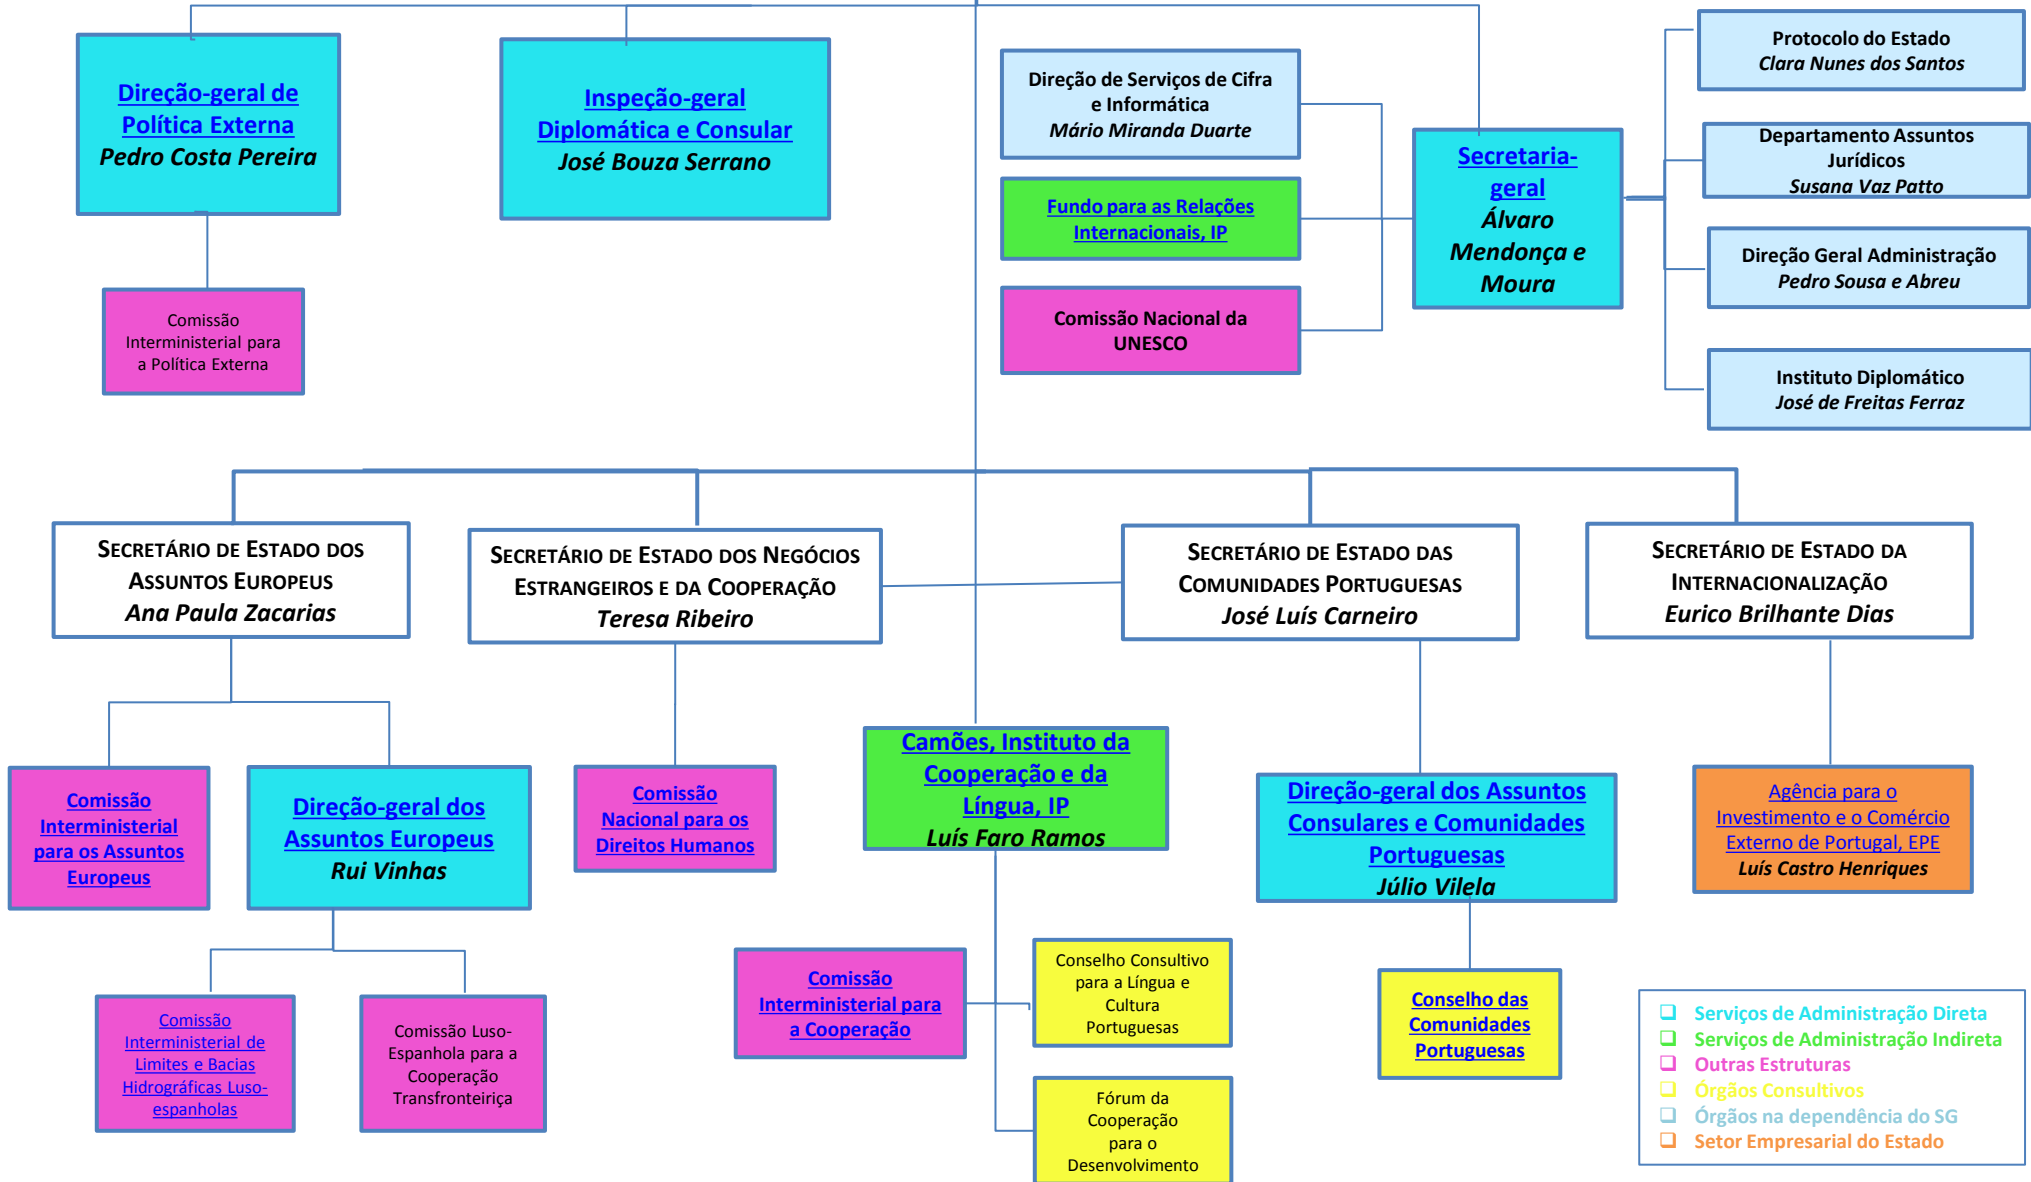 Direção-geral de
Política Externa
Pedro Costa Pereira
Inspeção-geral
Diplomática e Consular
José Bouza Serrano
Direção de Serviços de Cifra
e Informática
Mário Miranda Duarte
Fundo para as Relações
Internacionais, IP
Comissão Nacional da
UNESCO
Secretaria-
geral
Álvaro
Mendonça e
Moura
Protocolo do Estado
Clara Nunes dos Santos
Departamento Assuntos
Jurídicos
Susana Vaz Patto
Direção Geral Administração
Pedro Sousa e Abreu
Instituto Diplomático
José de Freitas Ferraz
Comissão
Interministerial para
a Política Externa
SECRETÁRIO DE ESTADO DOS
ASSUNTOS EUROPEUS
Ana Paula Zacarias
SECRETÁRIO DE ESTADO DOS NEGÓCIOS
ESTRANGEIROS E DA COOPERAÇÃO
Teresa Ribeiro
SECRETÁRIO DE ESTADO DAS
COMUNIDADES PORTUGUESAS
José Luís Carneiro
SECRETÁRIO DE ESTADO DA
INTERNACIONALIZAÇÃO
Eurico Brilhante Dias
Comissão
Interministerial
para os Assuntos
Europeus
Direção-geral dos
Assuntos Europeus
Rui Vinhas
Comissão
Nacional para os
Direitos Humanos
Camões, Instituto da
Cooperação e da
Língua, IP
Luís Faro Ramos
Direção-geral dos Assuntos
Consulares e Comunidades
Portuguesas
Júlio Vilela
Agência para o
Investimento e o Comércio
Externo de Portugal, EPE
Luís Castro Henriques
Comissão
Interministerial de
Limites e Bacias
Hidrográficas Luso-
espanholas
Comissão Luso-
Espanhola para a
Cooperação
Transfronteiriça
Comissão
Interministerial para
a Cooperação
Conselho Consultivo
para a Língua e
Cultura
Portuguesas
Fórum da
Cooperação
para o
Desenvolvimento
Conselho das
Comunidades
Portuguesas
Serviços de Administração Direta
Serviços de Administração Indireta
Outras Estruturas
Órgãos Consultivos
Órgãos na dependência do SG
Setor Empresarial do Estado